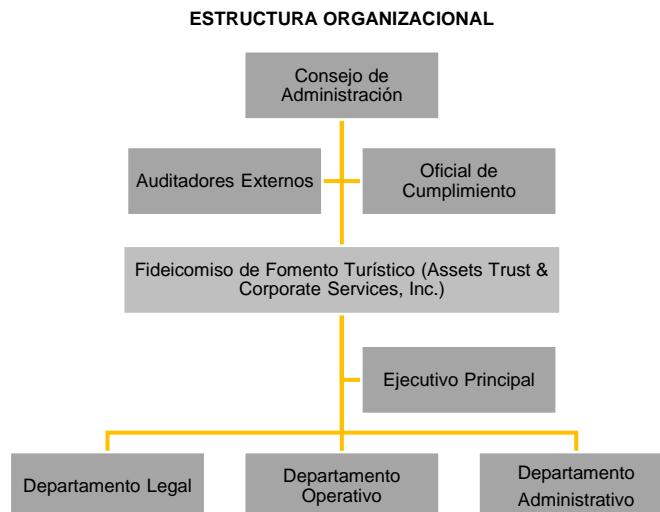 ESTRUCTURA ORGANIZACIONAL
Consejo de
Administración
Auditadores Externos
Oficial de
Cumplimiento
Fideicomiso de Fomento Turístico (Assets Trust &
Corporate Services, Inc.)
Ejecutivo Principal
Departamento Legal
Departamento
Operativo
Departamento
Administrativo